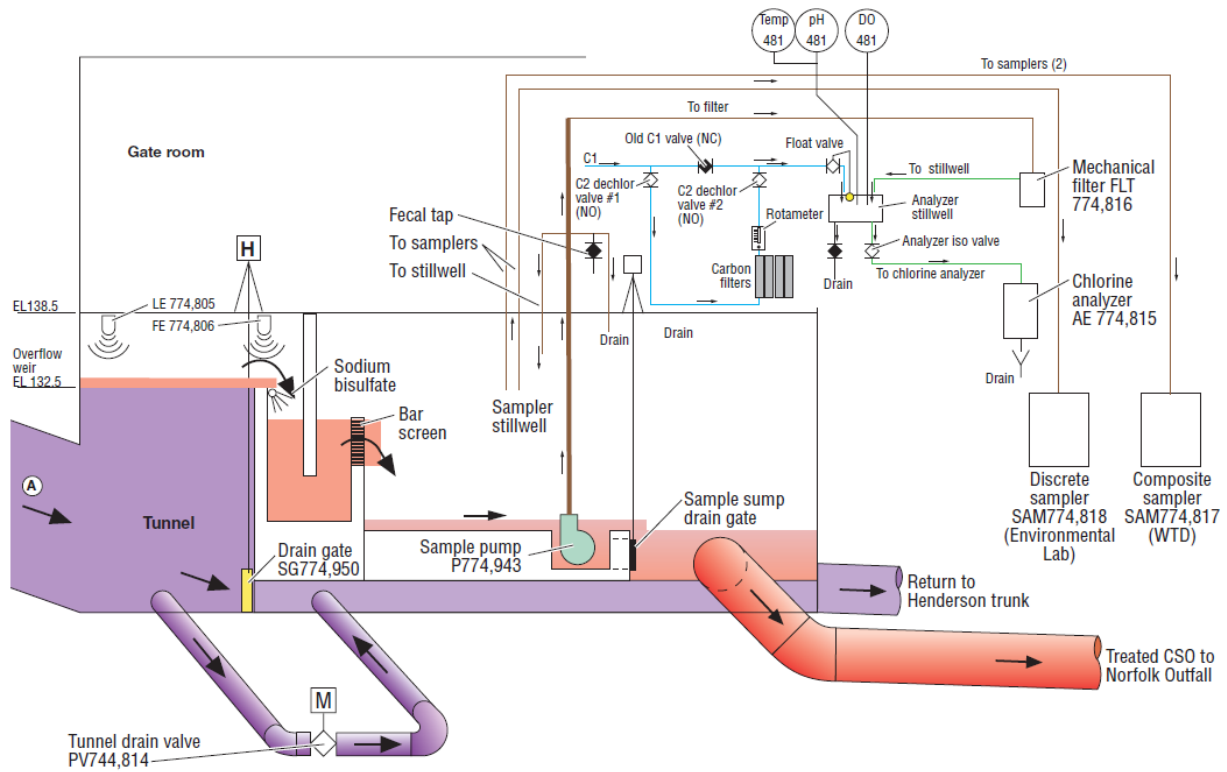 Temp
481
pH
481
DO
481
To samplers (2)
To filter
Gate room
Old C1 valve (NC)
Float valve
C1
To stillwell
Mechanical
filter FLT
774,816
C2 dechlor
valve #1
(NO)
C2 dechlor
valve #2
(NO)
Analyzer
stillwell
Rotameter
Fecal tap
To samplers
To stillwell
H
Analyzer iso valve
Carbon
filters
Drain
To chlorine analyzer
Chlorine
analyzer
AE 774,815
EL138.5
LE 774,805
FE 774,806
Drain
Drain
Drain
Overflow
weir
EL 132.5
Sodium
bisulfate
Bar
screen
Sampler
stillwell
A
Tunnel
Discrete
sampler
SAM774,818
(Environmental
Lab)
Composite
sampler
SAM774,817
(WTD)
Sample sump
drain gate
Drain gate
SG774,950
Sample pump
P774,943
Return to
Henderson trunk
Treated CSO to
Norfolk Outfall
M
Tunnel drain valve
PV744,814